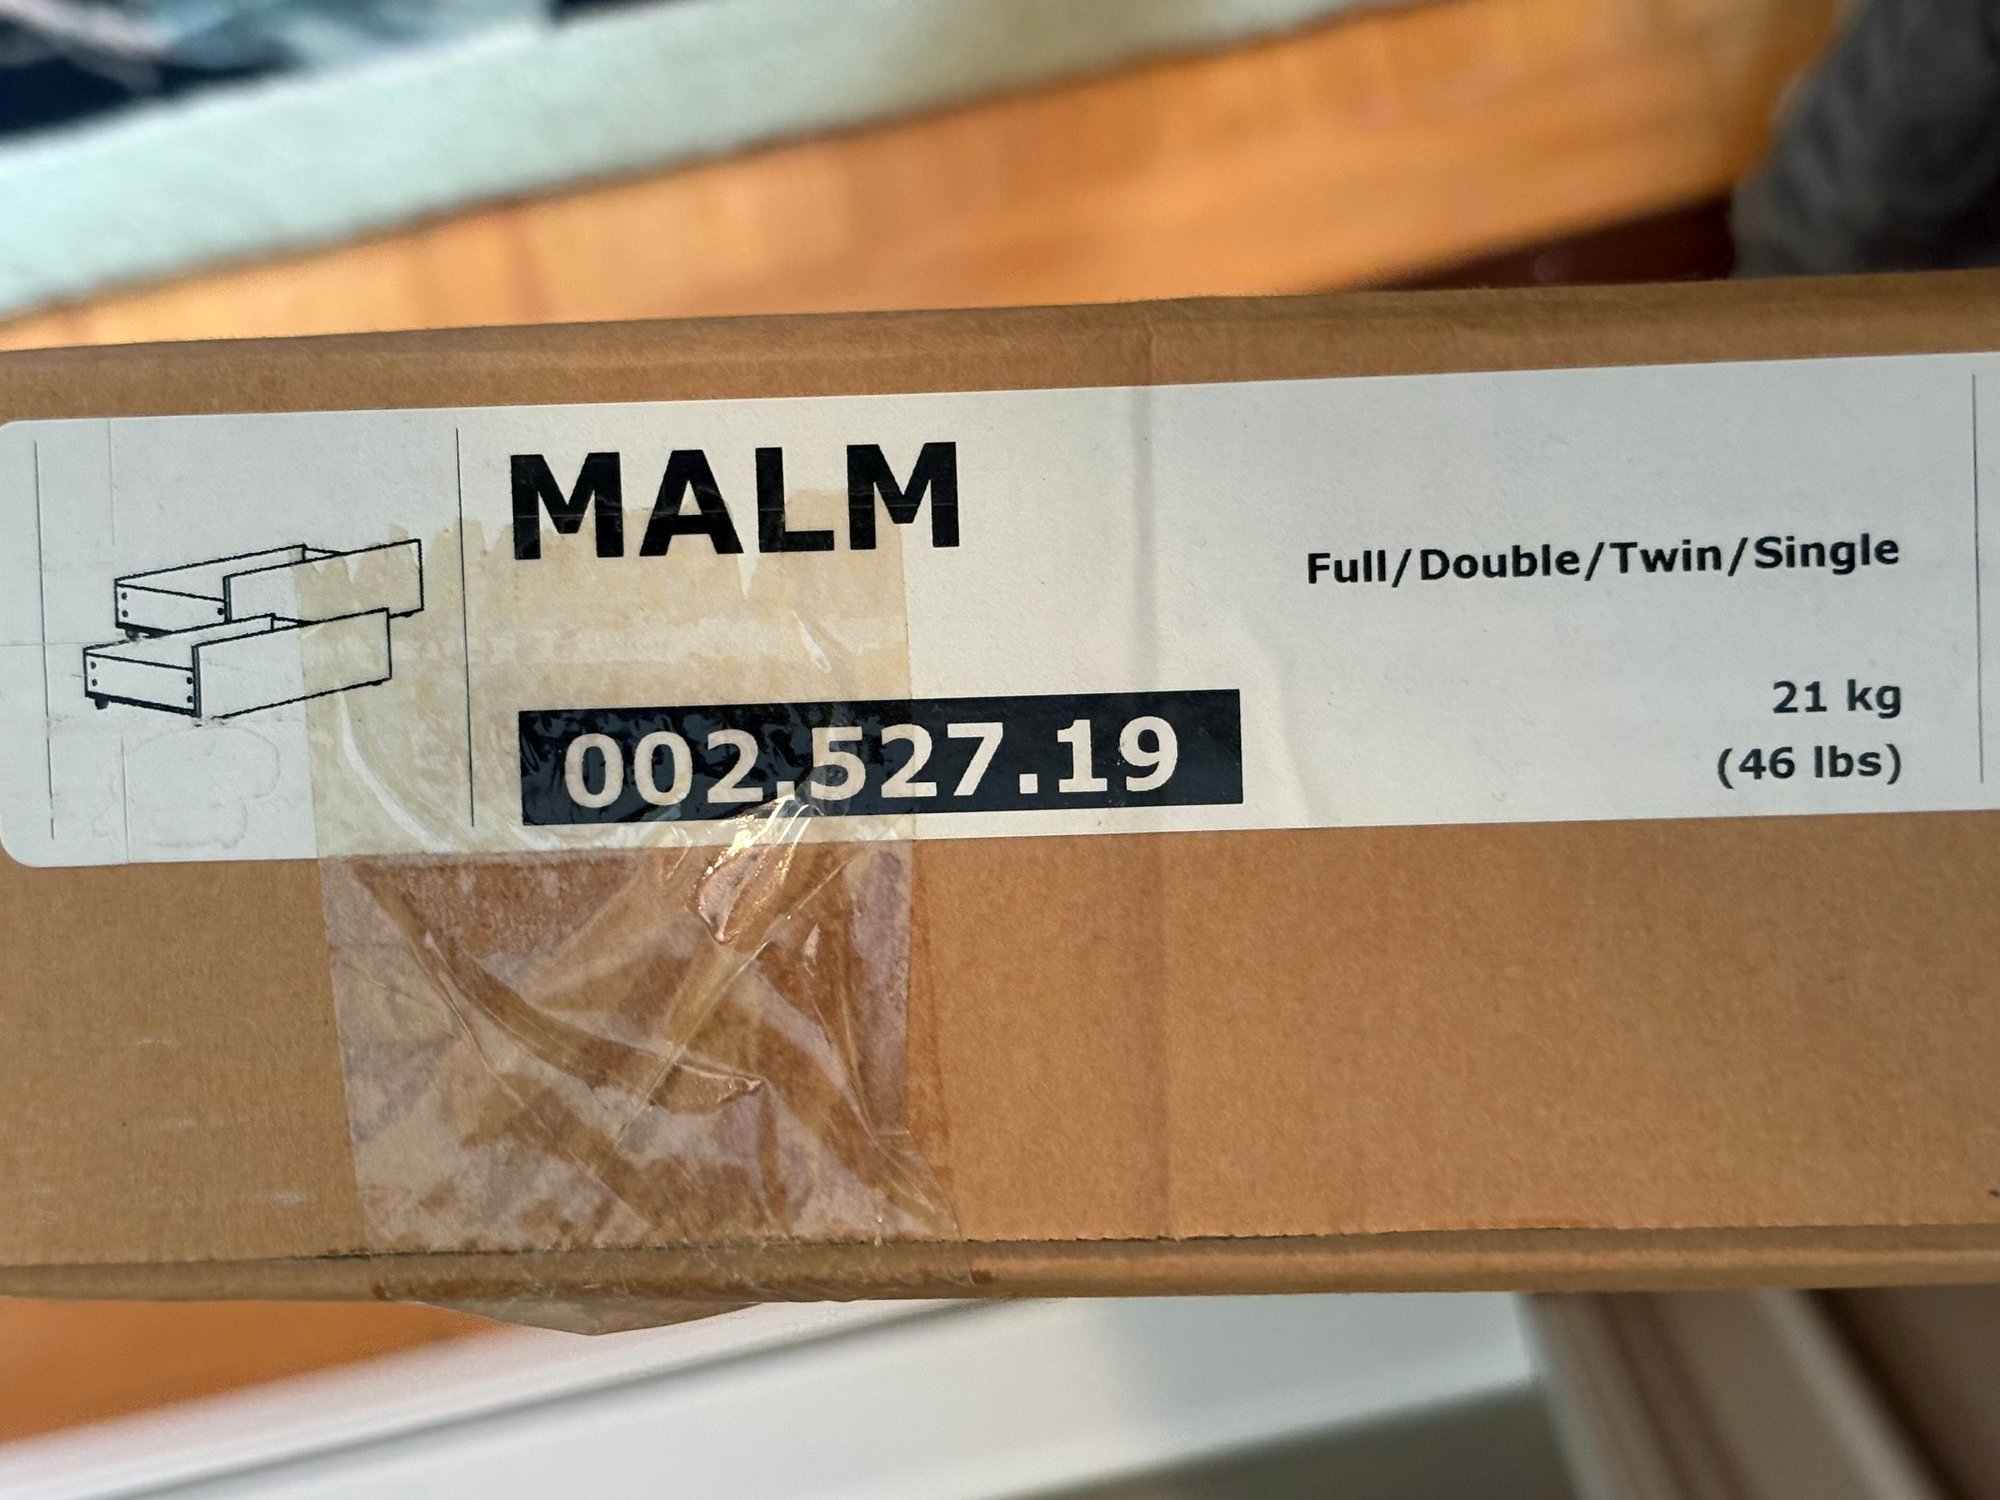 MALM
Full/Double/Twin/Single
002.527.19
21 kg
(46 lbs)